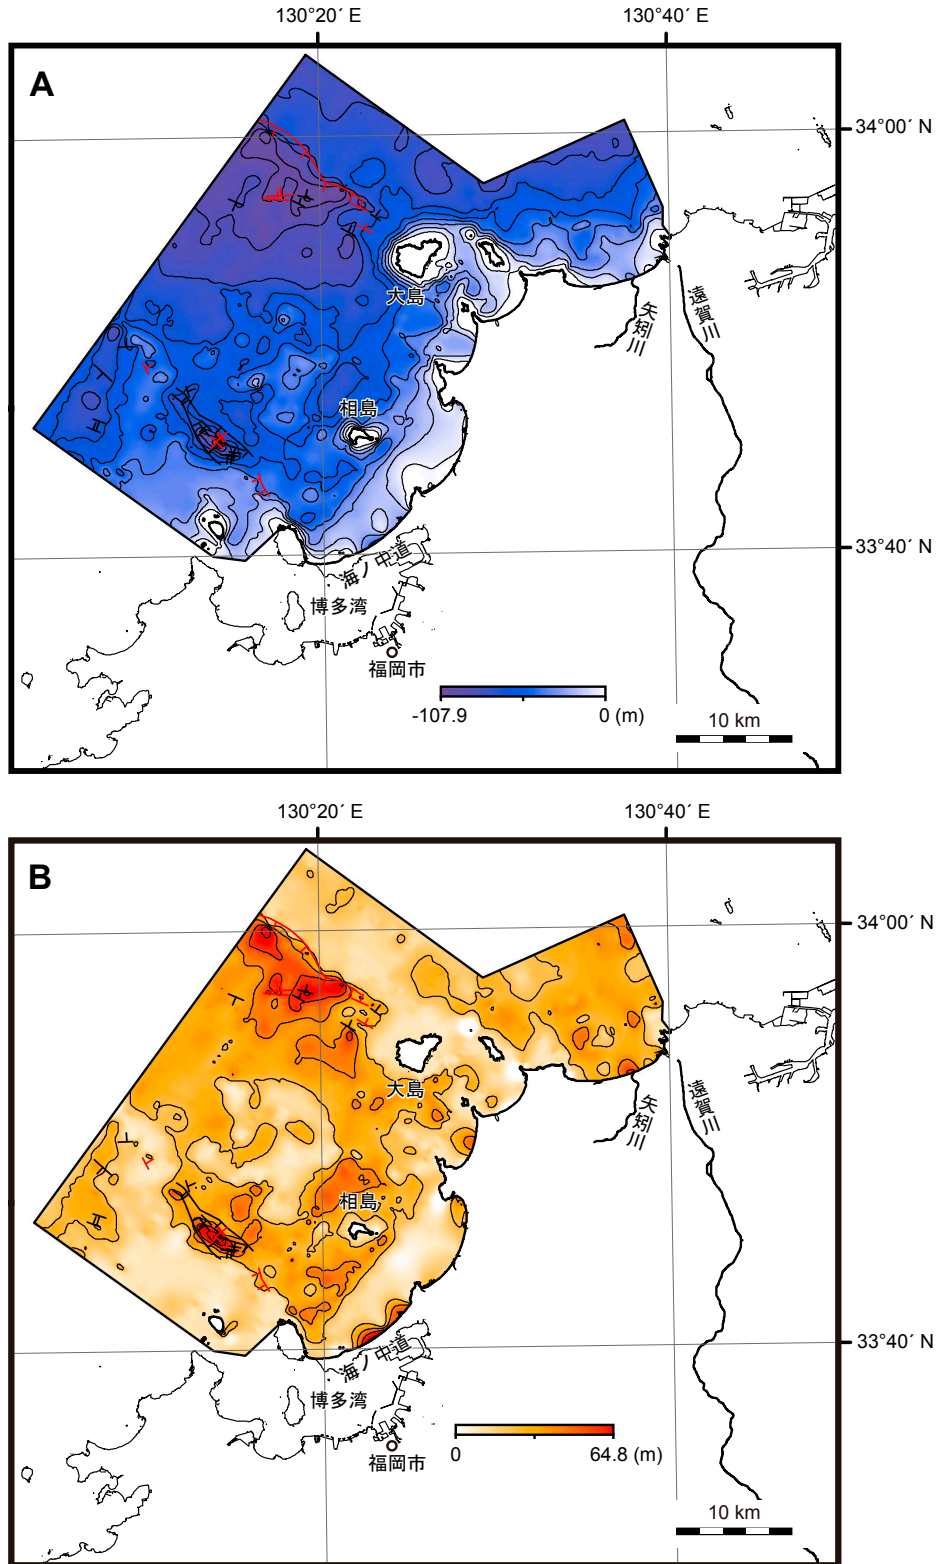 130°20´ E
130°40´ E
A
34°00´ N
大島
矢矧川
遠賀川
相島
33°40´ N
海ノ中道
博多湾
福岡市
-107.9
0 (m)
10 km
130°20´ E
130°40´ E
B
34°00´ N
大島
矢矧川
遠賀川
相島
33°40´ N
海ノ中道
博多湾
福岡市
0
64.8 (m)
10 km